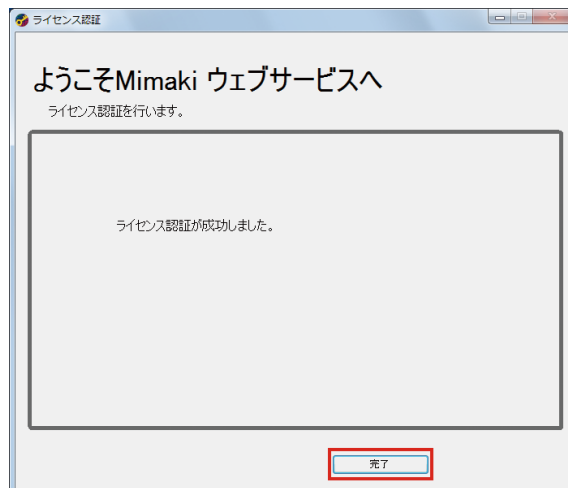 ライセンス認証
ようこそMimaki ウェブサービスへ
ライセンス認証を行います。
ライセンス認証が成功しました。
完了